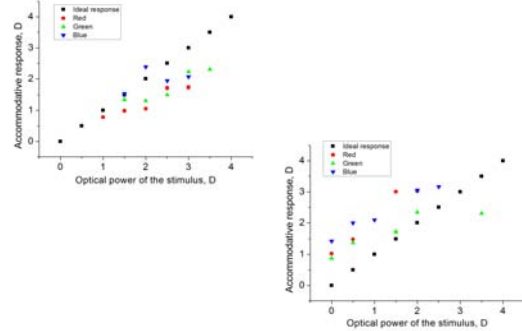 Accommodative response, D
4
3
2
1
0
Ideal response
Red
Green
Blue
0 1 2 3 4
Optical power of the stimulus, D
Accommodative response, D
4
3
2
1
0
Ideal response
Red
Green
Blue
0 1 2 3 4
Optical power of the stimulus, D